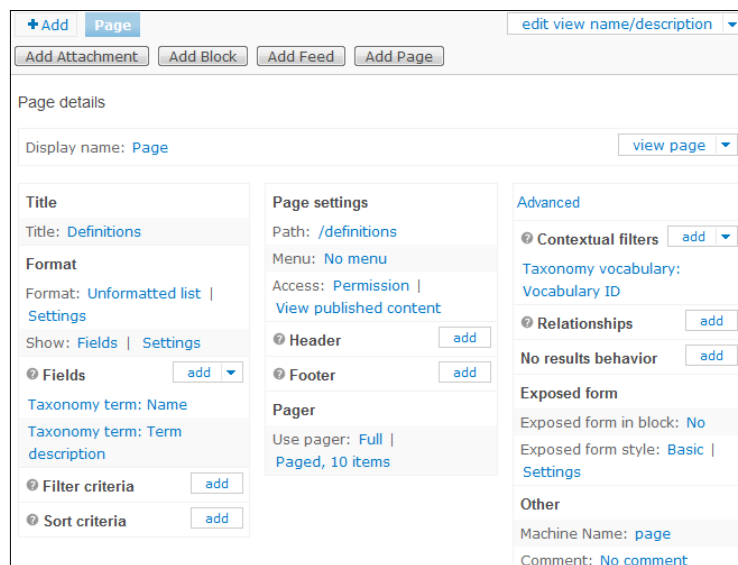 + Add Page
edit view name/description
Add Attachment Add Block Add Feed Add Page
Page details
Display name: Page
view page
Title
Title: Definitions
Format
Format: Unformatted list |
Settings
Show: Fields | Settings
? Fields add
Taxonomy term: Name
Taxonomy term: Term
description
? Filter criteria add
? Sort criteria add
Page settings
Path: /definitions
Menu: No menu
Access: Permission |
View published content
? Header add
? Footer add
Pager
Use pager: Full |
Paged, 10 items
Advanced
? Contextual filters add
Taxonomy vocabulary:
Vocabulary ID
? Relationships add
No results behavior add
Exposed form
Exposed form in block: No
Exposed form style: Basic |
Settings
Other
Machine Name: page
Comment: No comment